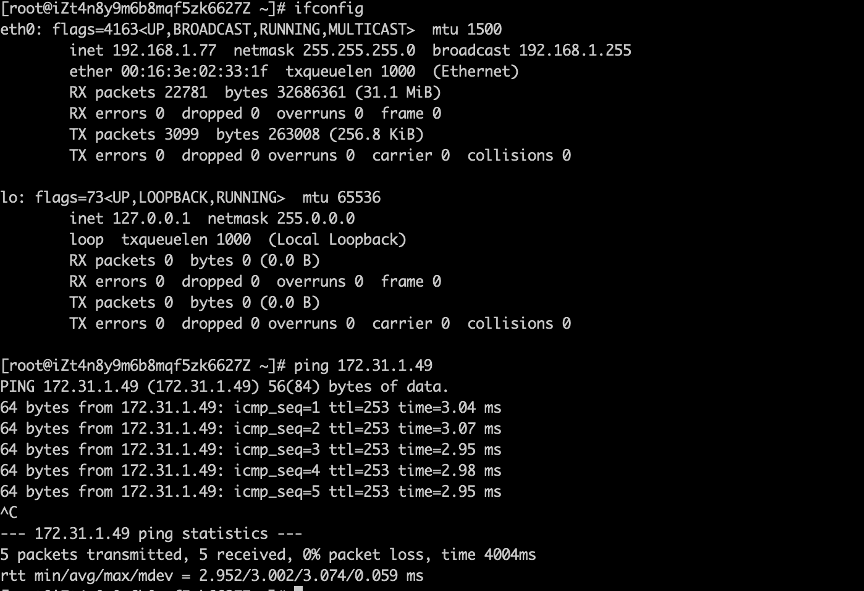 [root@iZt4n8y9m6b8mqf5zk6627Z ~]# ifconfig
eth0: flags=4163<UP,BROADCAST,RUNNING,MULTICAST>  mtu 1500
        inet 192.168.1.77  netmask 255.255.255.0  broadcast 192.168.1.255
        ether 00:16:3e:02:33:1f  txqueuelen 1000  (Ethernet)
        RX packets 22781  bytes 32686361 (31.1 MiB)
        RX errors 0  dropped 0  overruns 0  frame 0
        TX packets 3099  bytes 263008 (256.8 KiB)
        TX errors 0  dropped 0 overruns 0  carrier 0  collisions 0

lo: flags=73<UP,LOOPBACK,RUNNING>  mtu 65536
        inet 127.0.0.1  netmask 255.0.0.0
        loop  txqueuelen 1000  (Local Loopback)
        RX packets 0  bytes 0 (0.0 B)
        RX errors 0  dropped 0  overruns 0  frame 0
        TX packets 0  bytes 0 (0.0 B)
        TX errors 0  dropped 0 overruns 0  carrier 0  collisions 0

[root@iZt4n8y9m6b8mqf5zk6627Z ~]# ping 172.31.1.49
PING 172.31.1.49 (172.31.1.49) 56(84) bytes of data.
64 bytes from 172.31.1.49: icmp_seq=1 ttl=253 time=3.04 ms
64 bytes from 172.31.1.49: icmp_seq=2 ttl=253 time=3.07 ms
64 bytes from 172.31.1.49: icmp_seq=3 ttl=253 time=2.95 ms
64 bytes from 172.31.1.49: icmp_seq=4 ttl=253 time=2.98 ms
64 bytes from 172.31.1.49: icmp_seq=5 ttl=253 time=2.95 ms
^C
--- 172.31.1.49 ping statistics ---
5 packets transmitted, 5 received, 0% packet loss, time 4004ms
rtt min/avg/max/mdev = 2.952/3.002/3.074/0.059 ms